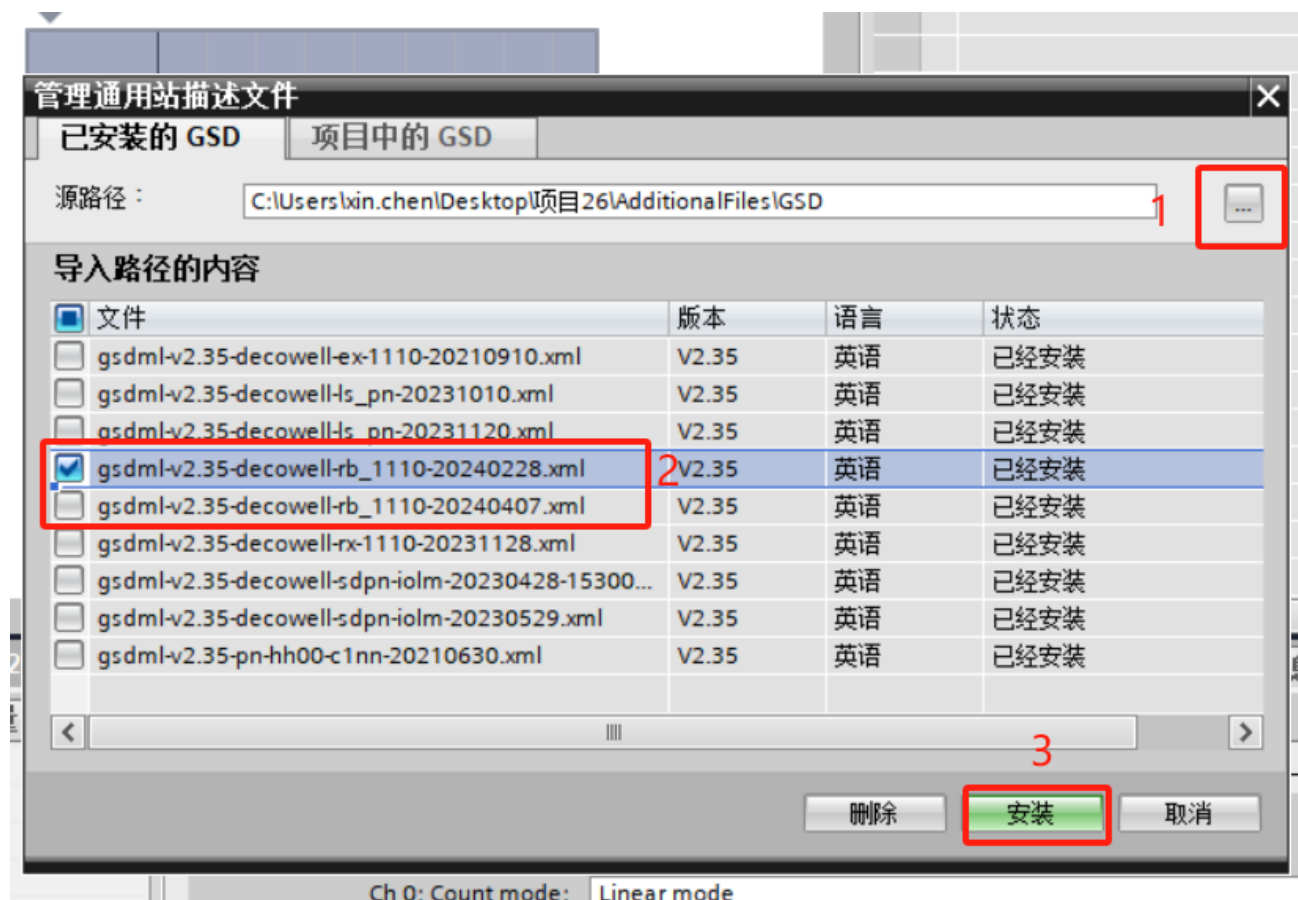 管理通用站描述文件
已安装的 GSD 项目中的 GSD
源路径： C:\Users\xin.chen\Desktop\项目26\AdditionalFiles\GSD 1 ...
导入路径的内容
文件 版本 语言 状态
gsdml-v2.35-decowell-ex-1110-20210910.xml V2.35 英语 已经安装
gsdml-v2.35-decowell-ls_pn-20231010.xml V2.35 英语 已经安装
gsdml-v2.35-decowell-ls_pn-20231120.xml V2.35 英语 已经安装
gsdml-v2.35-decowell-rb_1110-20240228.xml 2 V2.35 英语 已经安装
gsdml-v2.35-decowell-rb_1110-20240407.xml V2.35 英语 已经安装
gsdml-v2.35-decowell-rx-1110-20231128.xml V2.35 英语 已经安装
gsdml-v2.35-decowell-sdpn-iolm-20230428-15300... V2.35 英语 已经安装
gsdml-v2.35-decowell-sdpn-iolm-20230529.xml V2.35 英语 已经安装
gsdml-v2.35-pn-hh00-c1nn-20210630.xml V2.35 英语 已经安装
3
删除 安装 取消
Ch 0: Count mode: Linear mode